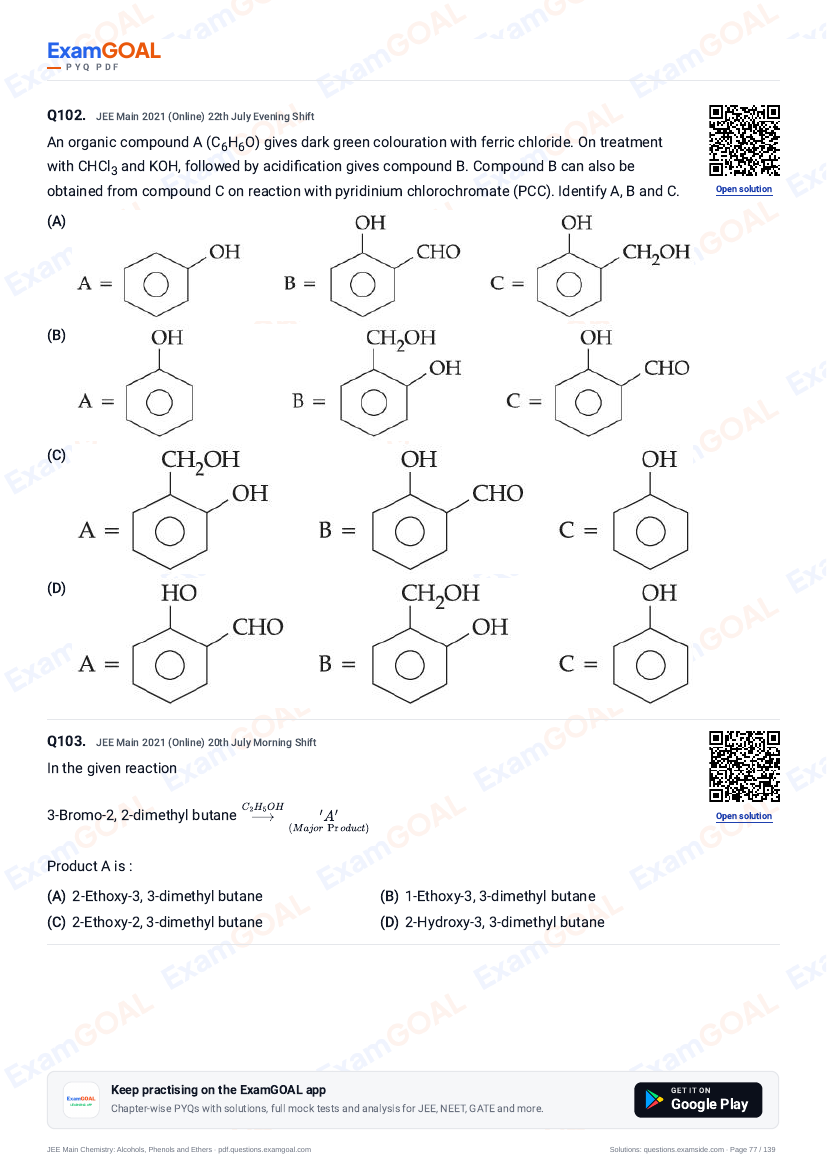 ExamGOAL
PYQ PDF
Q102. JEE Main 2021 (Online) 22th July Evening Shift
An organic compound A (C₆H₆O) gives dark green colouration with ferric chloride. On treatment
with CHCl₃ and KOH, followed by acidification gives compound B. Compound B can also be
obtained from compound C on reaction with pyridinium chlorochromate (PCC). Identify A, B and C.
Open solution
(A)
A = OH
B = OH CHO
C = OH CH₂OH
(B)
A = OH
B = CH₂OH OH
C = OH CHO
(C)
A = CH₂OH OH
B = OH CHO
C = OH
(D)
A = HO CHO
B = CH₂OH OH
C = OH
Q103. JEE Main 2021 (Online) 20th July Morning Shift
In the given reaction
Open solution
3-Bromo-2, 2-dimethyl butane C₂H₅OH → 'A'
(Major Product)
Product A is :
(A) 2-Ethoxy-3, 3-dimethyl butane (B) 1-Ethoxy-3, 3-dimethyl butane
(C) 2-Ethoxy-2, 3-dimethyl butane (D) 2-Hydroxy-3, 3-dimethyl butane
Keep practising on the ExamGOAL app
Chapter-wise PYQs with solutions, full mock tests and analysis for JEE, NEET, GATE and more.
GET IT ON
Google Play
JEE Main Chemistry: Alcohols, Phenols and Ethers · pdf.questions.examgoal.com Solutions: questions.examside.com · Page 77 / 139